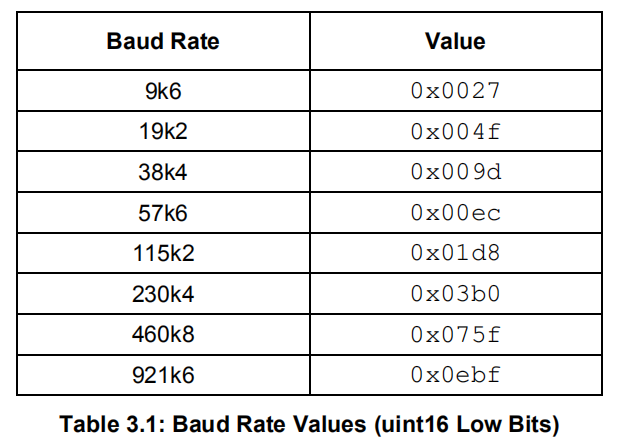 Baud Rate Value
9k6 0x0027
19k2 0x004f
38k4 0x009d
57k6 0x00ec
115k2 0x01d8
230k4 0x03b0
460k8 0x075f
921k6 0x0ebf
Table 3.1: Baud Rate Values (uint16 Low Bits)